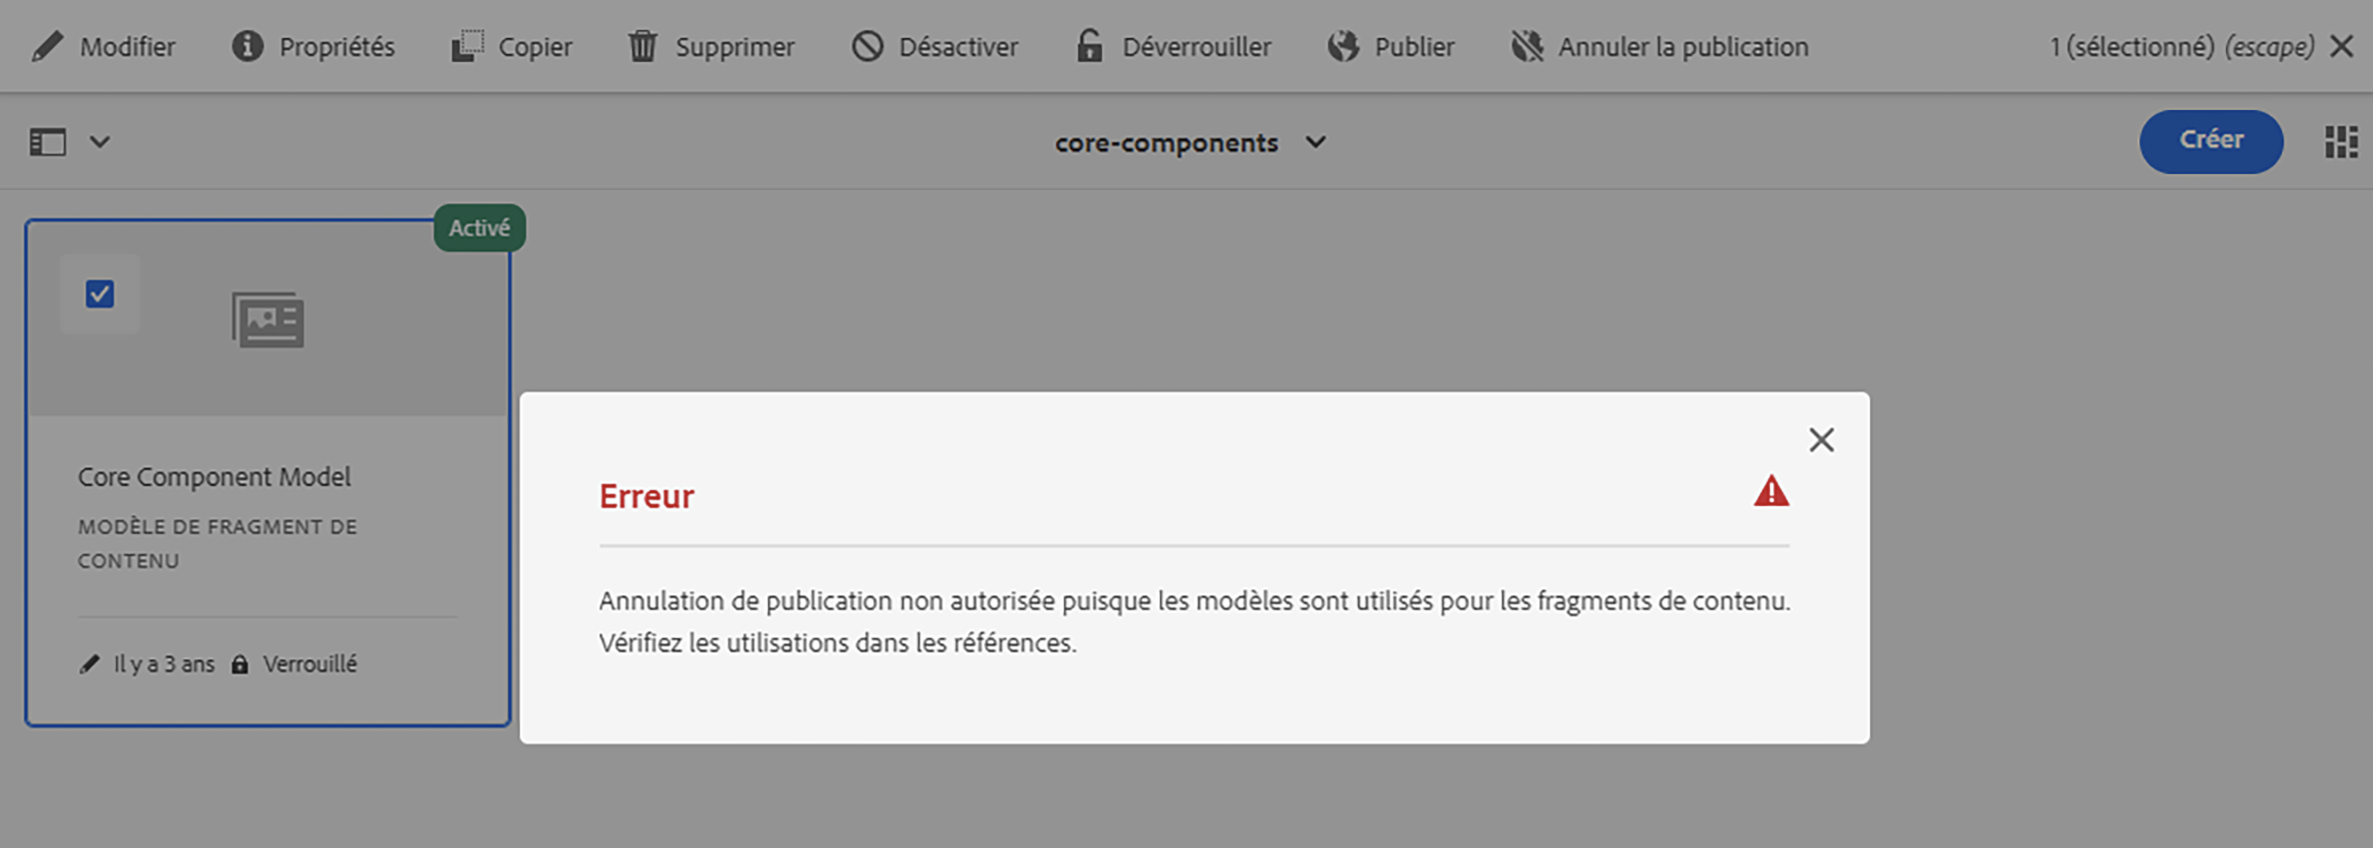 Modifier Propriétés Copier Supprimer Désactiver Déverrouiller Publier Annuler la publication 1 (sélectionné) (escape)
core-components Créer
Activé
Core Component Model
MODÈLE DE FRAGMENT DE
CONTENU
Il y a 3 ans Verrouillé
Erreur
Annulation de publication non autorisée puisque les modèles sont utilisés pour les fragments de contenu.
Vérifiez les utilisations dans les références.